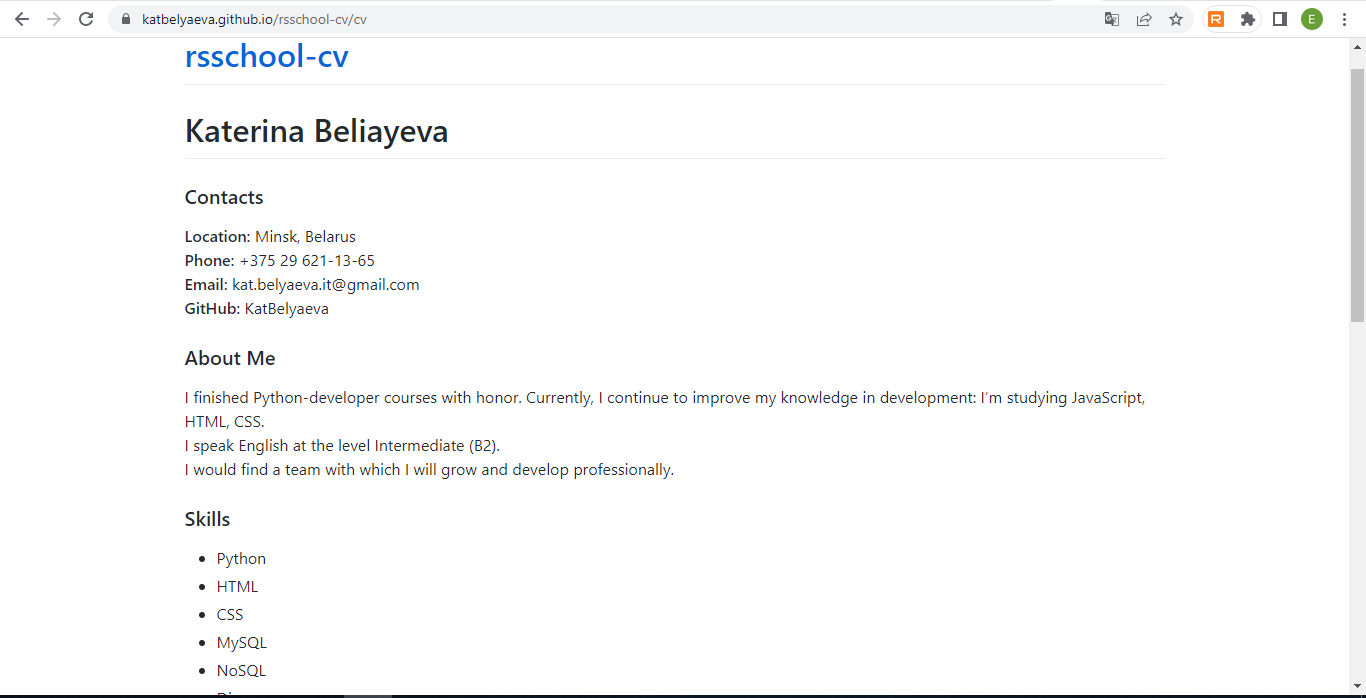 katbelyaeva.github.io/rsschool-cv/cv
R
E
rsschool-cv
Katerina Beliayeva
Contacts
Location: Minsk, Belarus
Phone: +375 29 621-13-65
Email: kat.belyaeva.it@gmail.com
GitHub: KatBelyaeva
About Me
I finished Python-developer courses with honor. Currently, I continue to improve my knowledge in development: I’m studying JavaScript,
HTML, CSS.
I speak English at the level Intermediate (B2).
I would find a team with which I will grow and develop professionally.
Skills
Python
HTML
CSS
MySQL
NoSQL